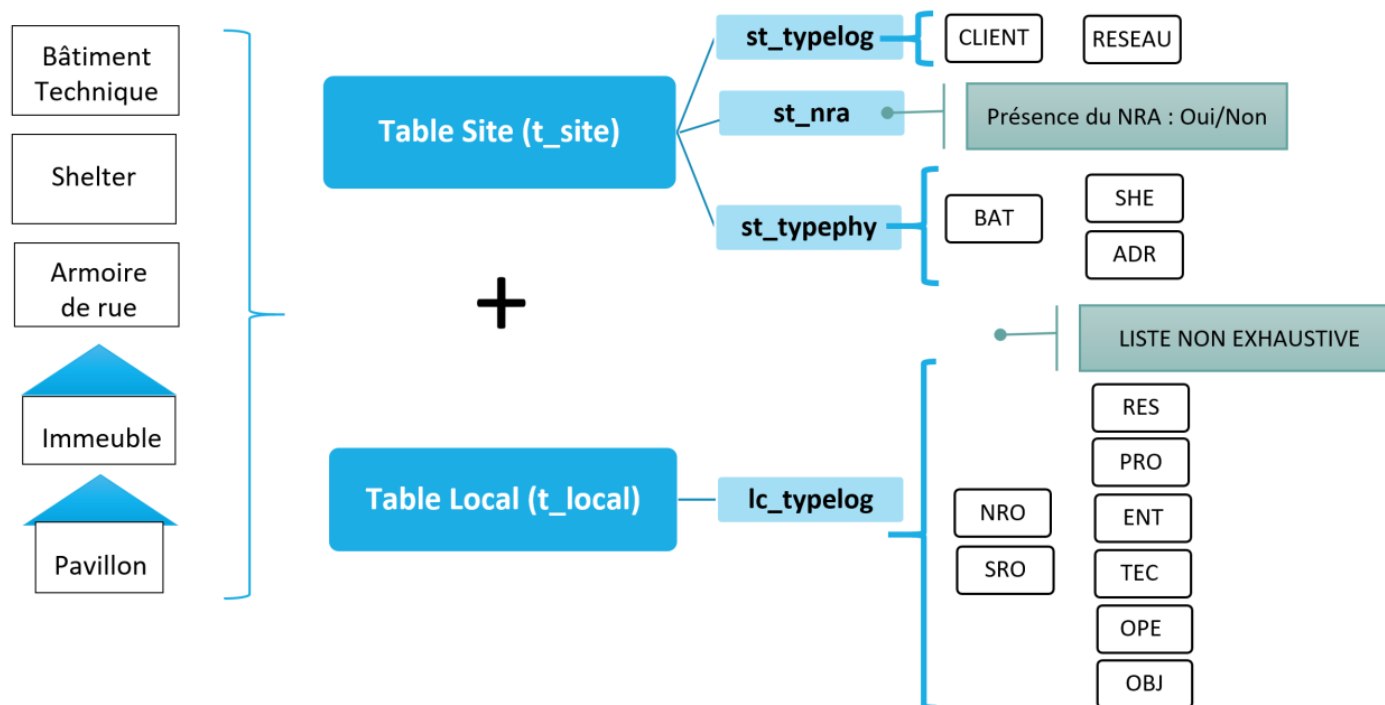 Bâtiment
Technique
Shelter
Armoire
de rue
Immeuble
Pavillon
Table Site (t_site)
+
Table Local (t_local)
st_typelog
CLIENT
RESEAU
st_nra
Présence du NRA : Oui/Non
st_typephy
BAT
SHE
ADR
LISTE NON EXHAUSTIVE
lc_typelog
NRO
SRO
RES
PRO
ENT
TEC
OPE
OBJ